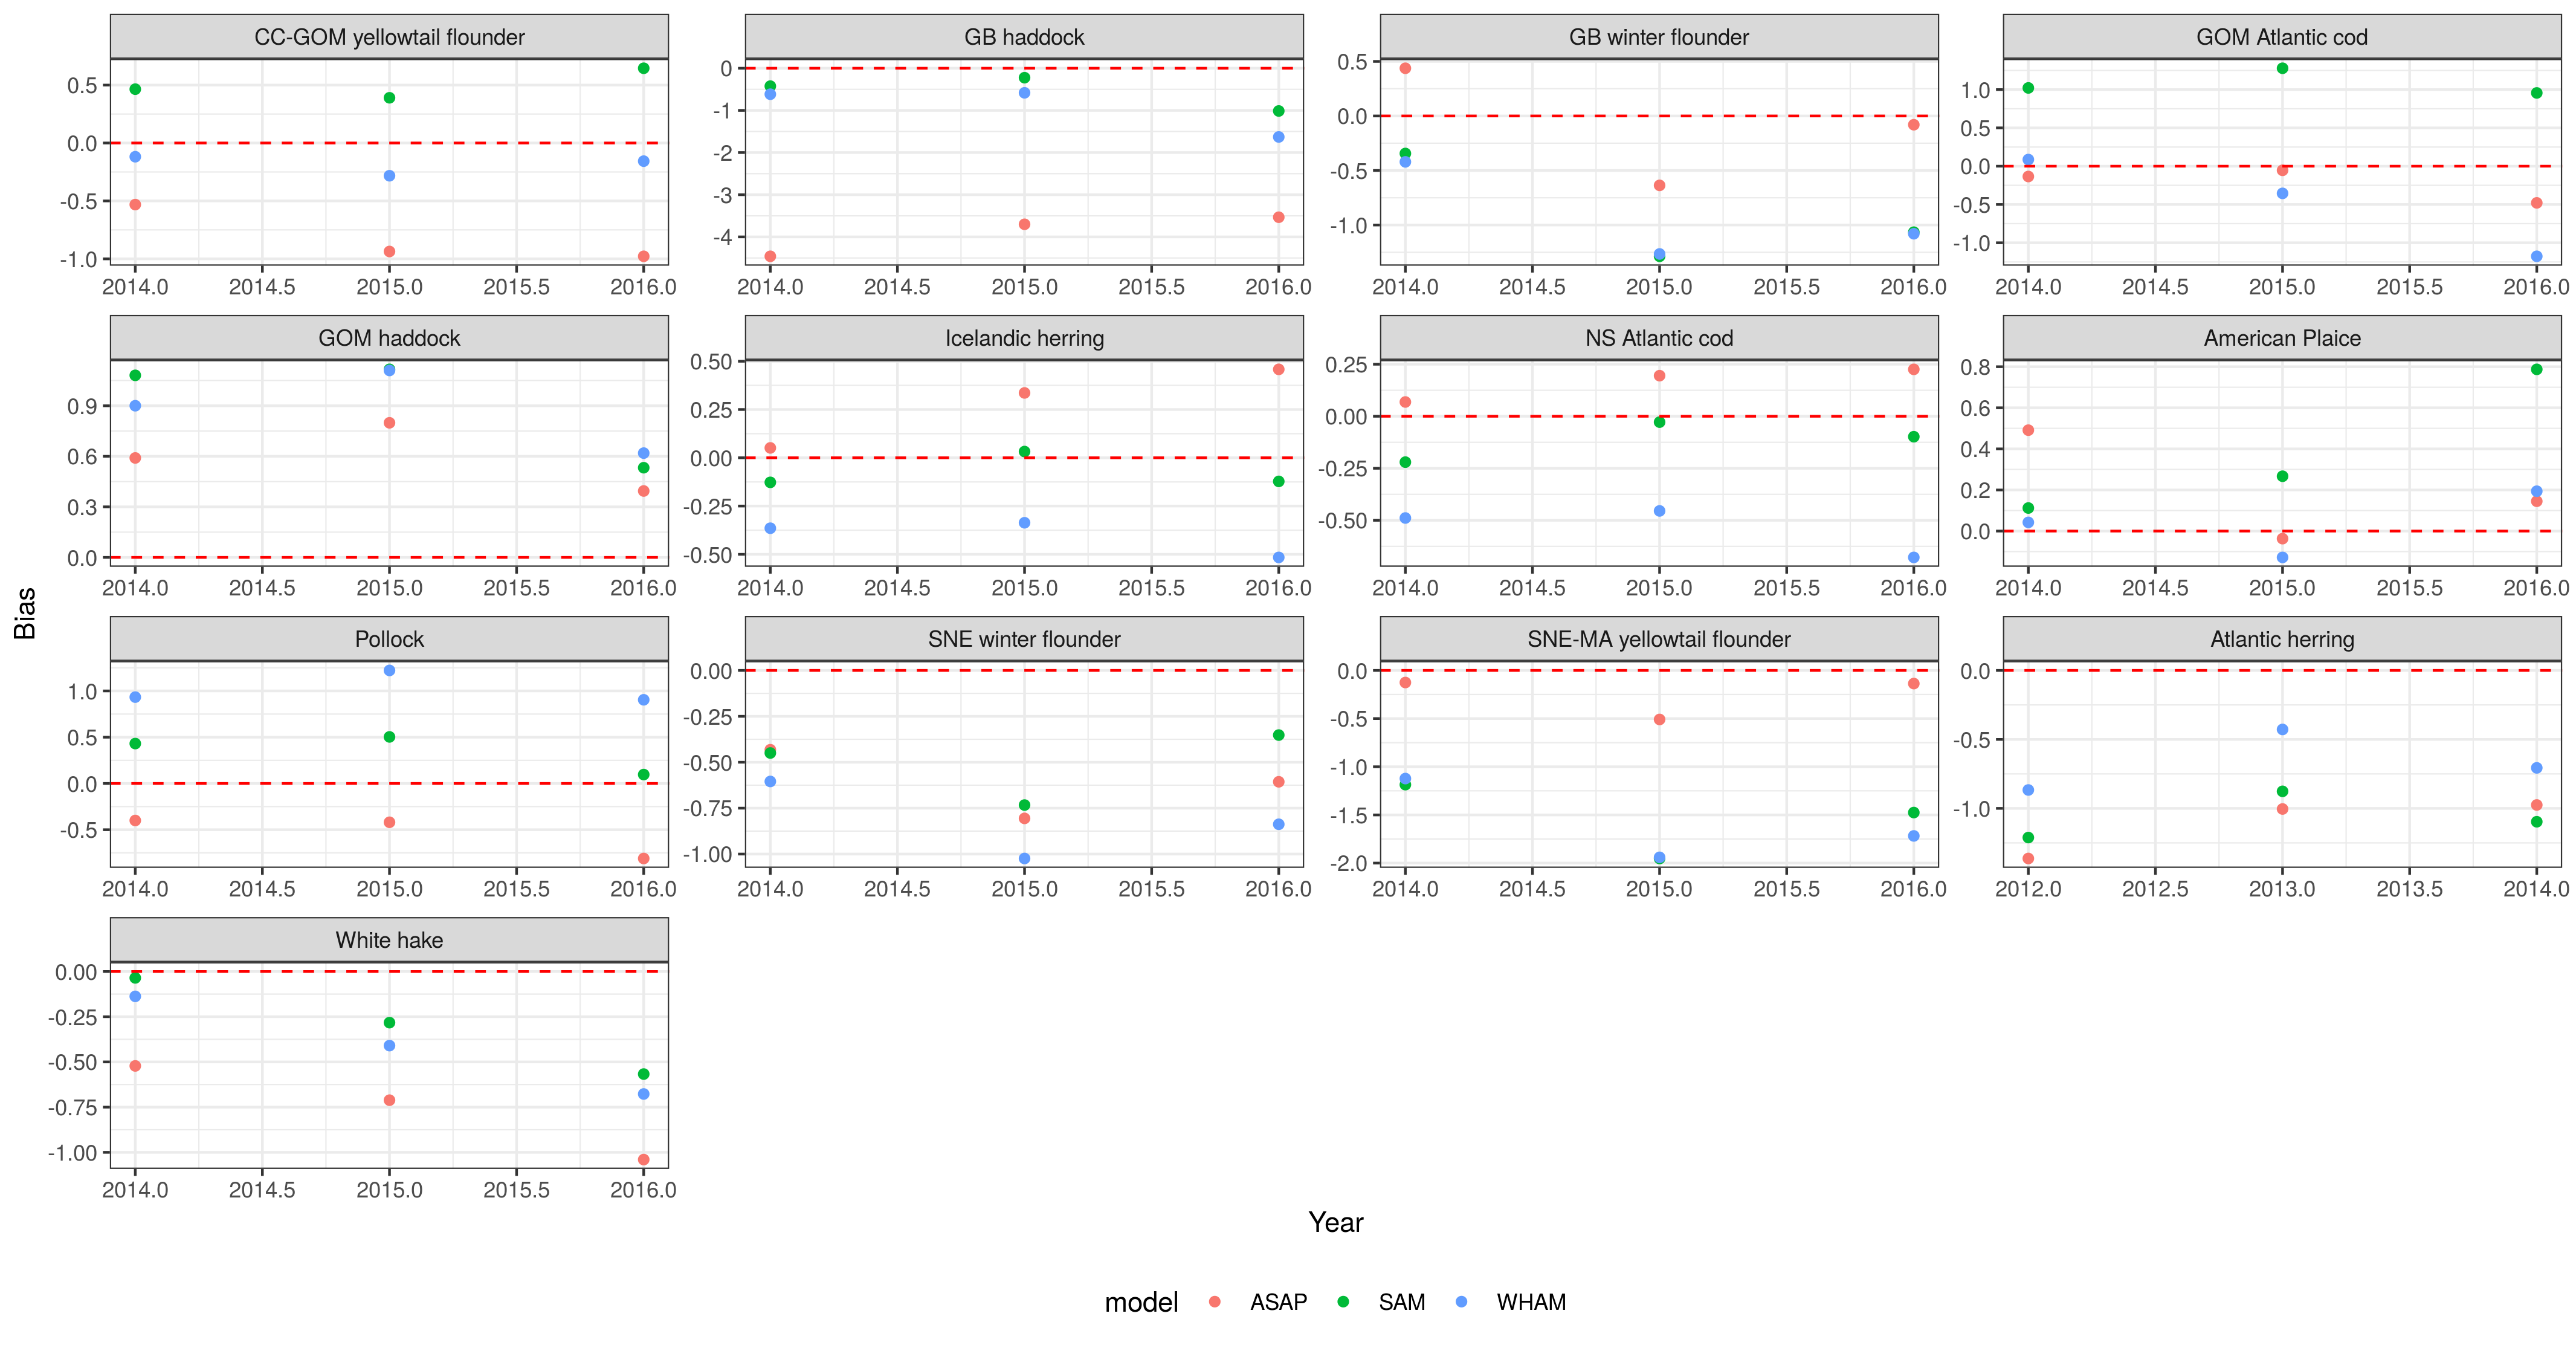 CC-GOM yellowtail flounder
GB haddock
GB winter flounder
GOM Atlantic cod
0.5
0.0
-0.5
-1.0
0
-1
-2
-3
-4
0.5
0.0
-0.5
-1.0
1.0
0.5
0.0
-0.5
-1.0
2014.0 2014.5 2015.0 2015.5 2016.0
2014.0 2014.5 2015.0 2015.5 2016.0
2014.0 2014.5 2015.0 2015.5 2016.0
2014.0 2014.5 2015.0 2015.5 2016.0
GOM haddock
Icelandic herring
NS Atlantic cod
American Plaice
0.9
0.6
0.3
0.0
0.50
0.25
0.00
-0.25
-0.50
0.25
0.00
-0.25
-0.50
0.8
0.6
0.4
0.2
0.0
2014.0 2014.5 2015.0 2015.5 2016.0
2014.0 2014.5 2015.0 2015.5 2016.0
2014.0 2014.5 2015.0 2015.5 2016.0
2014.0 2014.5 2015.0 2015.5 2016.0
Bias
Pollock
SNE winter flounder
SNE-MA yellowtail flounder
Atlantic herring
1.0
0.5
0.0
-0.5
0.00
-0.25
-0.50
-0.75
-1.00
0.0
-0.5
-1.0
-1.5
-2.0
0.0
-0.5
-1.0
2014.0 2014.5 2015.0 2015.5 2016.0
2014.0 2014.5 2015.0 2015.5 2016.0
2014.0 2014.5 2015.0 2015.5 2016.0
2012.0 2012.5 2013.0 2013.5 2014.0
White hake
0.00
-0.25
-0.50
-0.75
-1.00
2014.0 2014.5 2015.0 2015.5 2016.0
Year
model ASAP SAM WHAM